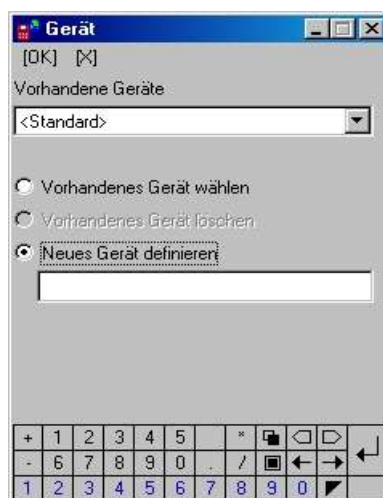 Gerät
[OK] [X]
Vorhandene Geräte
<Standard>
Vorhandenes Gerät wählen
Vorhandenes Gerät löschen
Neues Gerät definieren
+ 1 2 3 4 5 *
- 6 7 8 9 0 . /
1 2 3 4 5 6 7 8 9 0